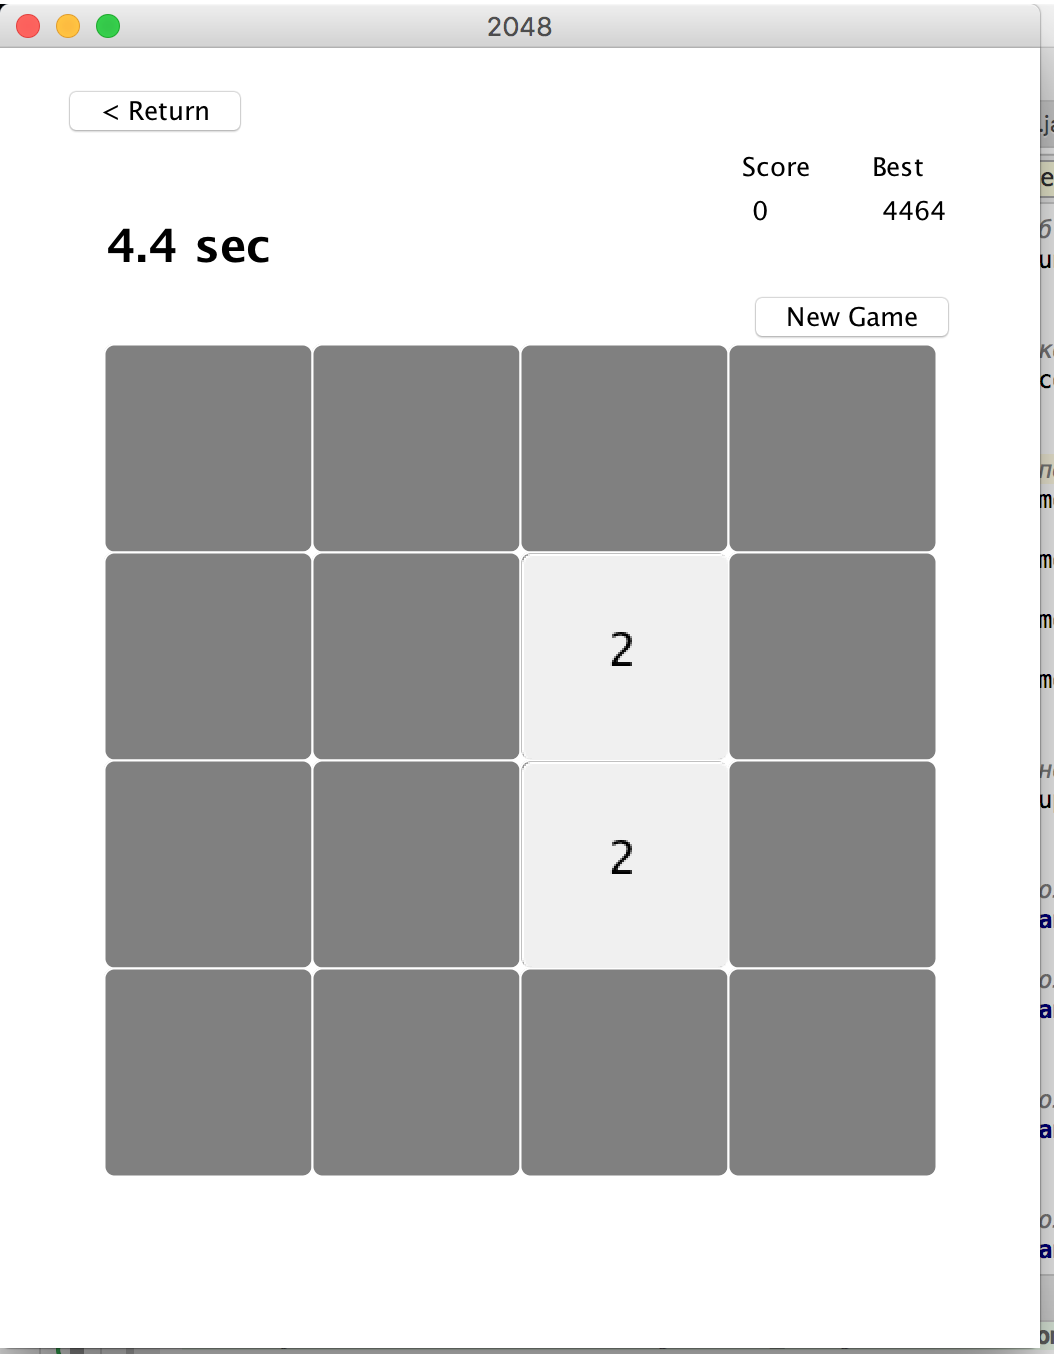 2048
< Return
Score Best
0 4464
4.4 sec
New Game
2
2